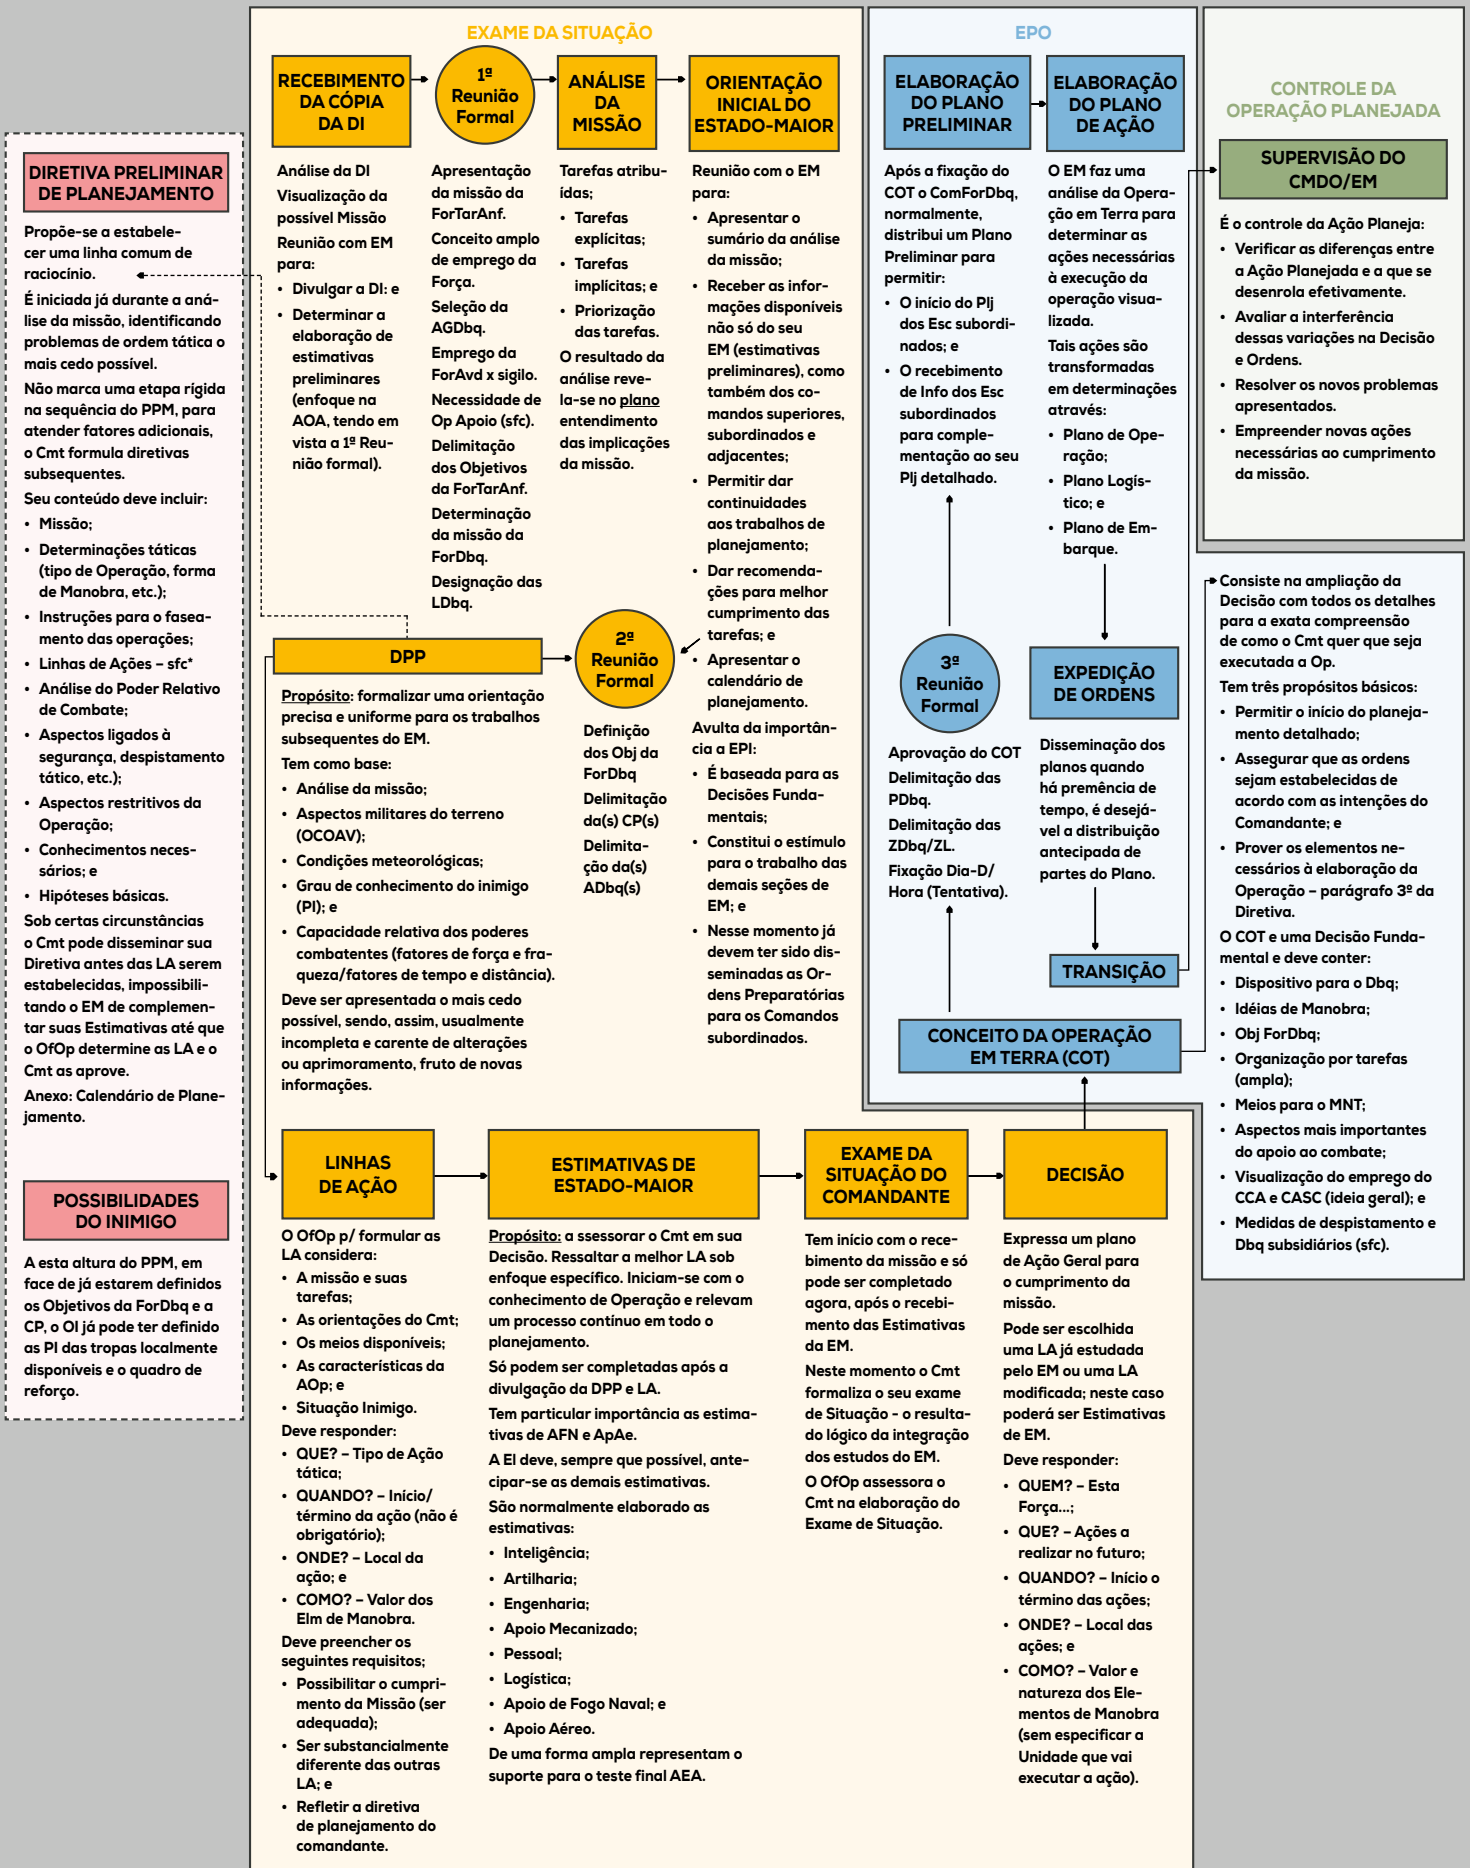 DIRETIVA PRELIMINAR
DE PLANEJAMENTO
Propõe-se a estabele-
cer uma linha comum de
raciocínio.
É iniciada já durante a aná-
lise da missão, identificando
problemas de ordem tática o
mais cedo possível.
Não marca uma etapa rígida
na sequência do PPM, para
atender fatores adicionais,
o Cmt formula diretivas
subsequentes.
Seu conteúdo deve incluir:
• Missão;
• Determinações táticas
(tipo de Operação, forma
de Manobra, etc.);
• Instruções para o fasea-
mento das operações;
• Linhas de Ações – sfc*
• Análise do Poder Relativo
de Combate;
• Aspectos ligados à
segurança, despistamento
tático, etc.);
• Aspectos restritivos da
Operação;
• Conhecimentos neces-
sários; e
• Hipóteses básicas.
Sob certas circunstâncias
o Cmt pode disseminar sua
Diretiva antes das LA serem
estabelecidas, impossibili-
tando o EM de complemen-
tar suas Estimativas até que
o OfOp determine as LA e o
Cmt as aprove.
Anexo: Calendário de Plane-
jamento.
POSSIBILIDADES
DO INIMIGO
A esta altura do PPM, em
face de já estarem definidos
os Objetivos da ForDbq e a
CP, o OI já pode ter definido
as PI das tropas localmente
disponíveis e o quadro de
reforço.
EXAME DA SITUAÇÃO
RECEBIMENTO
DA CÓPIA
DA DI
Análise da DI
Visualização da
possível Missão
Reunião com EM
para:
• Divulgar a DI: e
• Determinar a
elaboração de
estimativas
preliminares
(enfoque na
AOA, tendo em
vista a 1ª Reu-
nião formal).
1ª
Reunião
Formal
Apresentação
da missão da
ForTarAnf.
Conceito amplo
de emprego da
Força.
Seleção da
AGDbq.
Emprego da
ForAvd x sigilo.
Necessidade de
Op Apoio (sfc).
Delimitação
dos Objetivos
da ForTarAnf.
Determinação
da missão da
ForDbq.
Designação das
LDbq.
ANÁLISE
DA
MISSÃO
Tarefas atribu-
ídas;
• Tarefas
explícitas;
• Tarefas
implícitas; e
• Priorização
das tarefas.
O resultado da
análise reve-
la-se no plano
entendimento
das implicações
da missão.
ORIENTAÇÃO
INICIAL DO
ESTADO-MAIOR
Reunião com o EM
para:
• Apresentar o
sumário da análise
da missão;
• Receber as infor-
mações disponíveis
não só do seu
EM (estimativas
preliminares), como
também dos co-
mandos superiores,
subordinados e
adjacentes;
• Permitir dar
continuidades
aos trabalhos de
planejamento;
• Dar recomenda-
ções para melhor
cumprimento das
tarefas; e
• Apresentar o
calendário de
planejamento.
Avulta da importân-
cia a EPI:
• É baseada para as
Decisões Funda-
mentais;
• Constitui o estímulo
para o trabalho das
demais seções de
EM; e
• Nesse momento já
devem ter sido dis-
seminadas as Or-
dens Preparatórias
para os Comandos
subordinados.
2ª
Reunião
Formal
Definição
dos Obj da
ForDbq
Delimitação
da(s) CP(s)
Delimita-
ção da(s)
ADbq(s)
DPP
Propósito: formalizar uma orientação
precisa e uniforme para os trabalhos
subsequentes do EM.
Tem como base:
• Análise da missão;
• Aspectos militares do terreno
(OCOAV);
• Condições meteorológicas;
• Grau de conhecimento do inimigo
(PI); e
• Capacidade relativa dos poderes
combatentes (fatores de força e fra-
queza/fatores de tempo e distância).
Deve ser apresentada o mais cedo
possível, sendo, assim, usualmente
incompleta e carente de alterações
ou aprimoramento, fruto de novas
informações.
LINHAS
DE AÇÃO
O OfOp p/ formular as
LA considera:
• A missão e suas
tarefas;
• As orientações do Cmt;
• Os meios disponíveis;
• As características da
AOp; e
• Situação Inimigo.
Deve responder:
• QUE? – Tipo de Ação
tática;
• QUANDO? – Início/
término da ação (não é
obrigatório);
• ONDE? – Local da
ação; e
• COMO? – Valor dos
Elm de Manobra.
Deve preencher os
seguintes requisitos;
• Possibilitar o cumpri-
mento da Missão (ser
adequada);
• Ser substancialmente
diferente das outras
LA; e
• Refletir a diretiva
de planejamento do
comandante.
ESTIMATIVAS DE
ESTADO-MAIOR
Propósito: a ssessorar o Cmt em sua
Decisão. Ressaltar a melhor LA sob
enfoque específico. Iniciam-se com o
conhecimento de Operação e relevam
um processo contínuo em todo o
planejamento.
Só podem ser completadas após a
divulgação da DPP e LA.
Tem particular importância as estima-
tivas de AFN e ApAe.
A EI deve, sempre que possível, ante-
cipar-se as demais estimativas.
São normalmente elaborado as
estimativas:
• Inteligência;
• Artilharia;
• Engenharia;
• Apoio Mecanizado;
• Pessoal;
• Logística;
• Apoio de Fogo Naval; e
• Apoio Aéreo.
De uma forma ampla representam o
suporte para o teste final AEA.
EXAME DA
SITUAÇÃO DO
COMANDANTE
Tem início com o rece-
bimento da missão e só
pode ser completado
agora, após o recebi-
mento das Estimativas
da EM.
Neste momento o Cmt
formaliza o seu exame
de Situação - o resulta-
do lógico da integração
dos estudos do EM.
O OfOp assessora o
Cmt na elaboração do
Exame de Situação.
DECISÃO
Expressa um plano
de Ação Geral para
o cumprimento da
missão.
Pode ser escolhida
uma LA já estudada
pelo EM ou uma LA
modificada; neste caso
poderá ser Estimativas
de EM.
Deve responder:
• QUEM? – Esta
Força...;
• QUE? – Ações a
realizar no futuro;
• QUANDO? – Início o
término das ações;
• ONDE? – Local das
ações; e
• COMO? – Valor e
natureza dos Ele-
mentos de Manobra
(sem especificar a
Unidade que vai
executar a ação).
EPO
ELABORAÇÃO
DO PLANO
PRELIMINAR
Após a fixação do
COT o ComForDbq,
normalmente,
distribui um Plano
Preliminar para
permitir:
• O início do Plj
dos Esc subordi-
nados; e
• O recebimento
de Info dos Esc
subordinados
para comple-
mentação ao seu
Plj detalhado.
3ª
Reunião
Formal
Aprovação do COT
Delimitação das
PDbq.
Delimitação das
ZDbq/ZL.
Fixação Dia-D/
Hora (Tentativa).
ELABORAÇÃO
DO PLANO
DE AÇÃO
O EM faz uma
análise da Opera-
ção em Terra para
determinar as
ações necessárias
à execução da
operação visua-
lizada.
Tais ações são
transformadas
em determinações
através:
• Plano de Ope-
ração;
• Plano Logís-
tico; e
• Plano de Em-
barque.
EXPEDIÇÃO
DE ORDENS
Disseminação dos
planos quando
há premência de
tempo, é desejá-
vel a distribuição
antecipada de
partes do Plano.
TRANSIÇÃO
CONCEITO DA OPERAÇÃO
EM TERRA (COT)
CONTROLE DA
OPERAÇÃO PLANEJADA
SUPERVISÃO DO
CMDO/EM
É o controle da Ação Planeja:
• Verificar as diferenças entre
a Ação Planejada e a que se
desenrola efetivamente.
• Avaliar a interferência
dessas variações na Decisão
e Ordens.
• Resolver os novos problemas
apresentados.
• Empreender novas ações
necessárias ao cumprimento
da missão.
Consiste na ampliação da
Decisão com todos os detalhes
para a exata compreensão
de como o Cmt quer que seja
executada a Op.
Tem três propósitos básicos:
• Permitir o início do planeja-
mento detalhado;
• Assegurar que as ordens
sejam estabelecidas de
acordo com as intenções do
Comandante; e
• Prover os elementos ne-
cessários à elaboração da
Operação – parágrafo 3º da
Diretiva.
O COT e uma Decisão Funda-
mental e deve conter:
• Dispositivo para o Dbq;
• Idéias de Manobra;
• Obj ForDbq;
• Organização por tarefas
(ampla);
• Meios para o MNT;
• Aspectos mais importantes
do apoio ao combate;
• Visualização do emprego do
CCA e CASC (ideia geral); e
• Medidas de despistamento e
Dbq subsidiários (sfc).